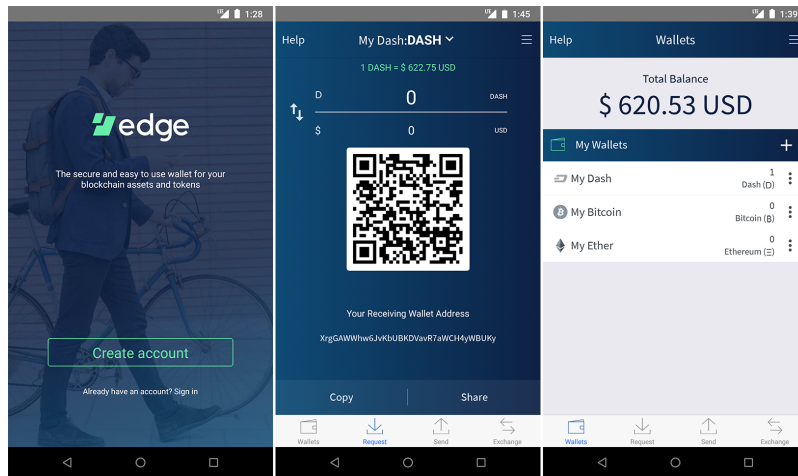 1:28
edge
The secure and easy to use wallet for your
blockchain assets and tokens
Create account
Already have an account? Sign in
1:45
Help
My Dash:DASH
1 DASH = $ 622.75 USD
D 0 DASH
$ 0 USD
Your Receiving Wallet Address
XrgGAWWhw6JvKbUBKDVavR7aWCH4yWBUKy
Copy
Share
Wallets
Request
Send
Exchange
1:39
Help
Wallets
Total Balance
$ 620.53 USD
My Wallets
+
My Dash
1
Dash (D)
My Bitcoin
0
Bitcoin (Ƀ)
My Ether
0
Ethereum (Ξ)
Wallets
Request
Send
Exchange